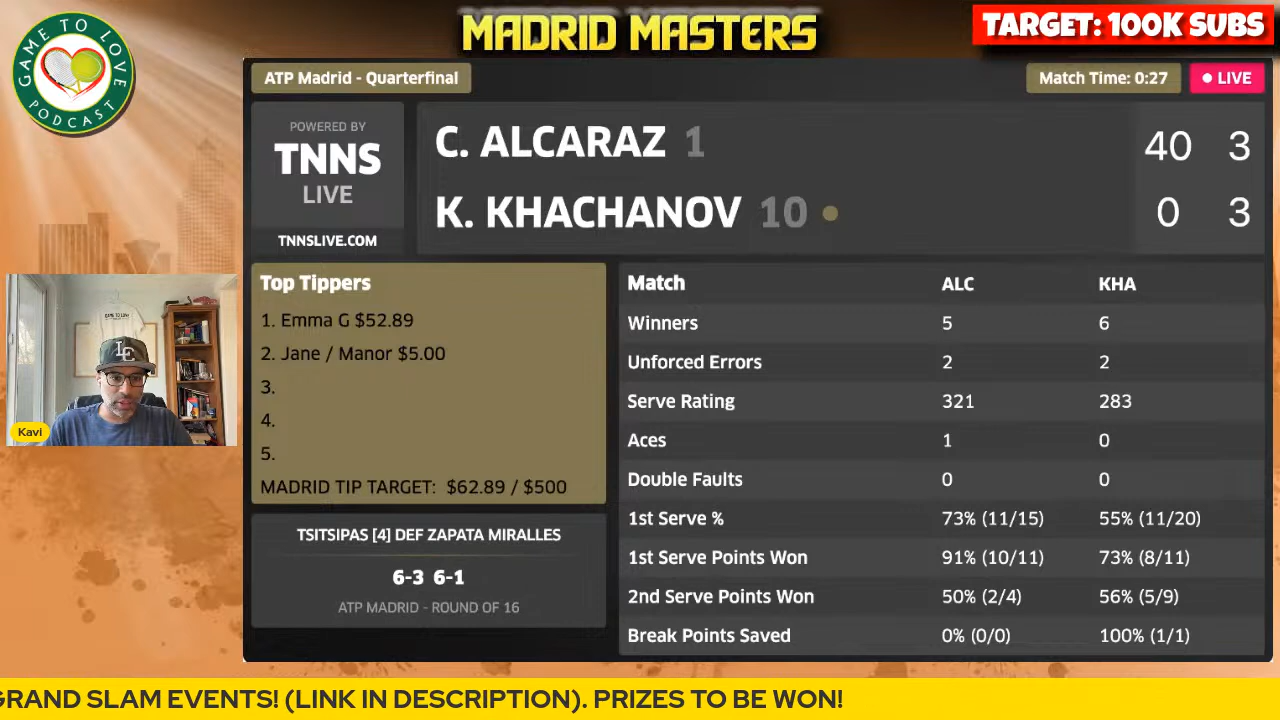 GAME TO LOVE
PODCAST
MADRID MASTERS
TARGET: 100K SUBS
ATP Madrid - Quarterfinal
Match Time: 0:27
LIVE
POWERED BY
TNNS
LIVE
TNNSLIVE.COM
C. ALCARAZ 1 40 3
K. KHACHANOV 10 0 3
Top Tippers
1. Emma G $52.89
2. Jane / Manor $5.00
3.
4.
5.
MADRID TIP TARGET: $62.89 / $500
TSITSIPAS [4] DEF ZAPATA MIRALLES
6-3 6-1
ATP MADRID - ROUND OF 16
Match ALC KHA
Winners 5 6
Unforced Errors 2 2
Serve Rating 321 283
Aces 1 0
Double Faults 0 0
1st Serve % 73% (11/15) 55% (11/20)
1st Serve Points Won 91% (10/11) 73% (8/11)
2nd Serve Points Won 50% (2/4) 56% (5/9)
Break Points Saved 0% (0/0) 100% (1/1)
LC
Kavi
GRAND SLAM EVENTS! (LINK IN DESCRIPTION). PRIZES TO BE WON!